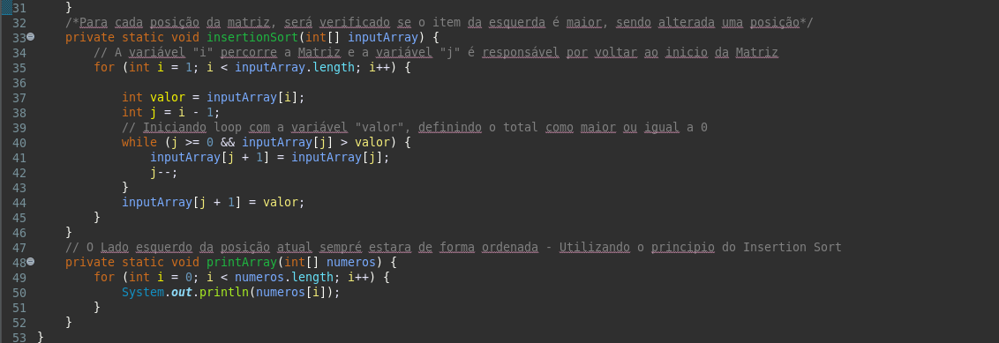 31 }
32 /*Para cada posição da matriz, será verificado se o item da esquerda é maior, sendo alterada uma posição*/
33 private static void insertionSort(int[] inputArray) {
34 // A variável "i" percorre a Matriz e a variável "j" é responsável por voltar ao inicio da Matriz
35 for (int i = 1; i < inputArray.length; i++) {
36
37 int valor = inputArray[i];
38 int j = i - 1;
39 // Iniciando loop com a variável "valor", definindo o total como maior ou igual a 0
40 while (j >= 0 && inputArray[j] > valor) {
41 inputArray[j + 1] = inputArray[j];
42 j--;
43 }
44 inputArray[j + 1] = valor;
45 }
46 }
47 // O Lado esquerdo da posição atual sempré estara de forma ordenada - Utilizando o principio do Insertion Sort
48 private static void printArray(int[] numeros) {
49 for (int i = 0; i < numeros.length; i++) {
50 System.out.println(numeros[i]);
51 }
52 }
53 }